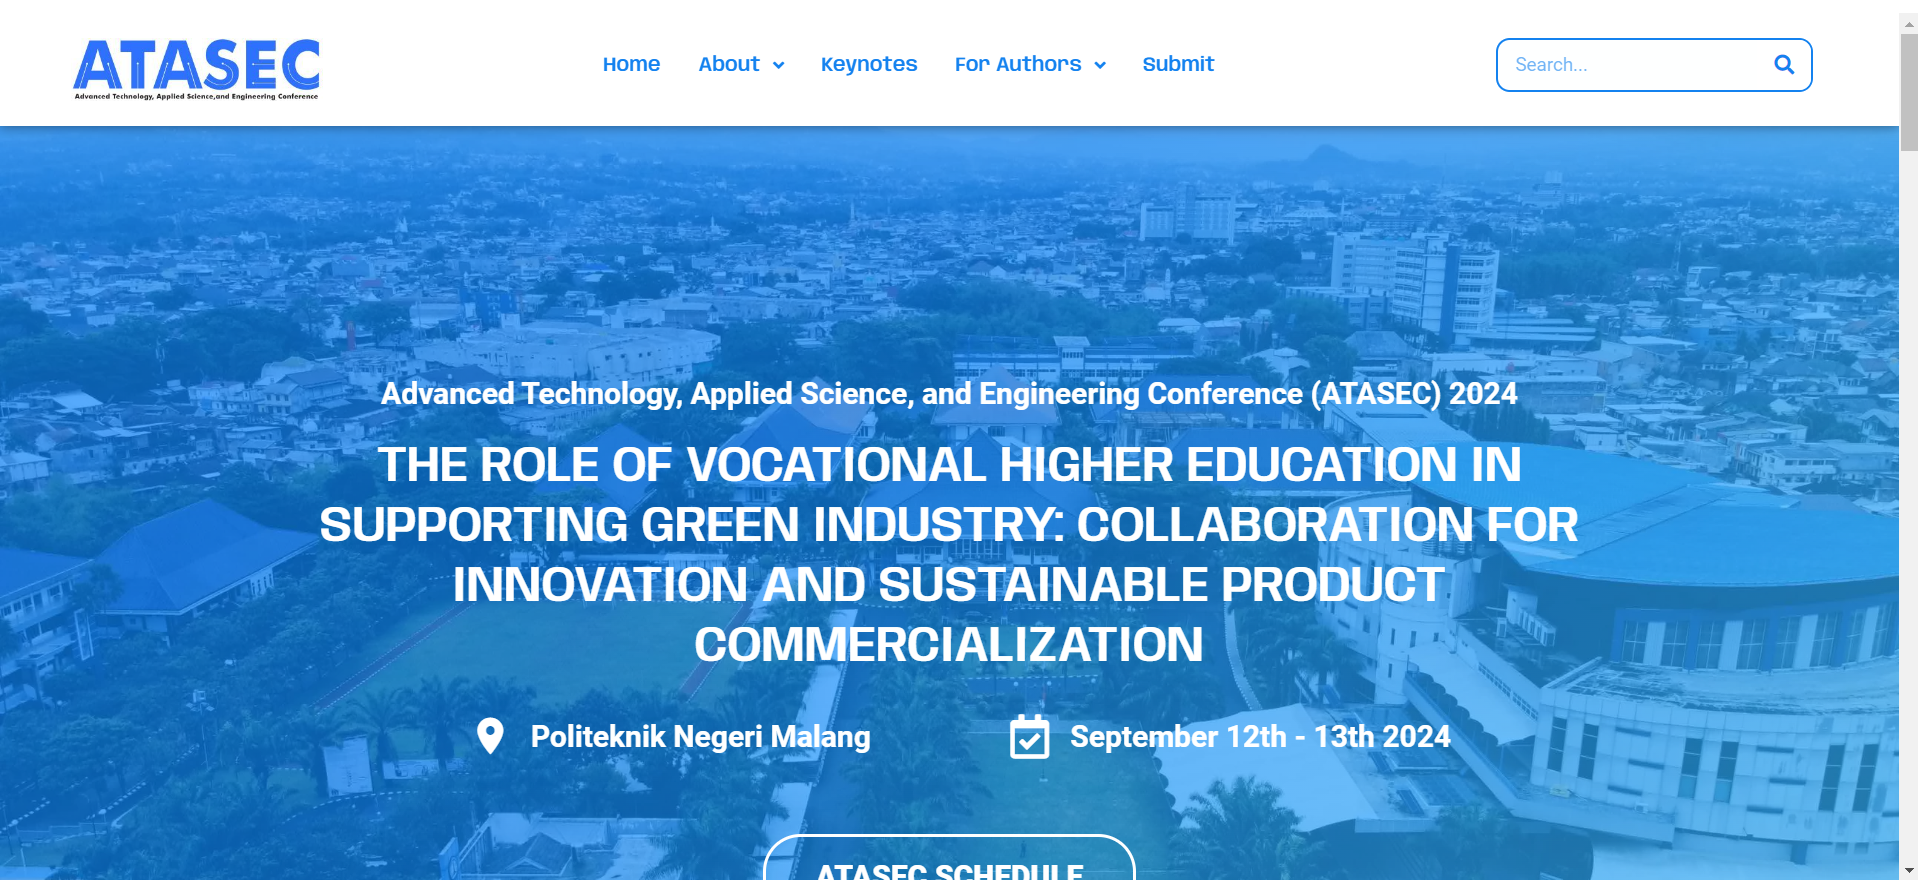 ATASEC
Advanced Technology, Applied Science,and Engineering Conference
Home
About
Keynotes
For Authors
Submit
Search...
Advanced Technology, Applied Science, and Engineering Conference (ATASEC) 2024
THE ROLE OF VOCATIONAL HIGHER EDUCATION IN
SUPPORTING GREEN INDUSTRY: COLLABORATION FOR
INNOVATION AND SUSTAINABLE PRODUCT
COMMERCIALIZATION
Politeknik Negeri Malang
September 12th - 13th 2024
ATASEC SCHEDULE